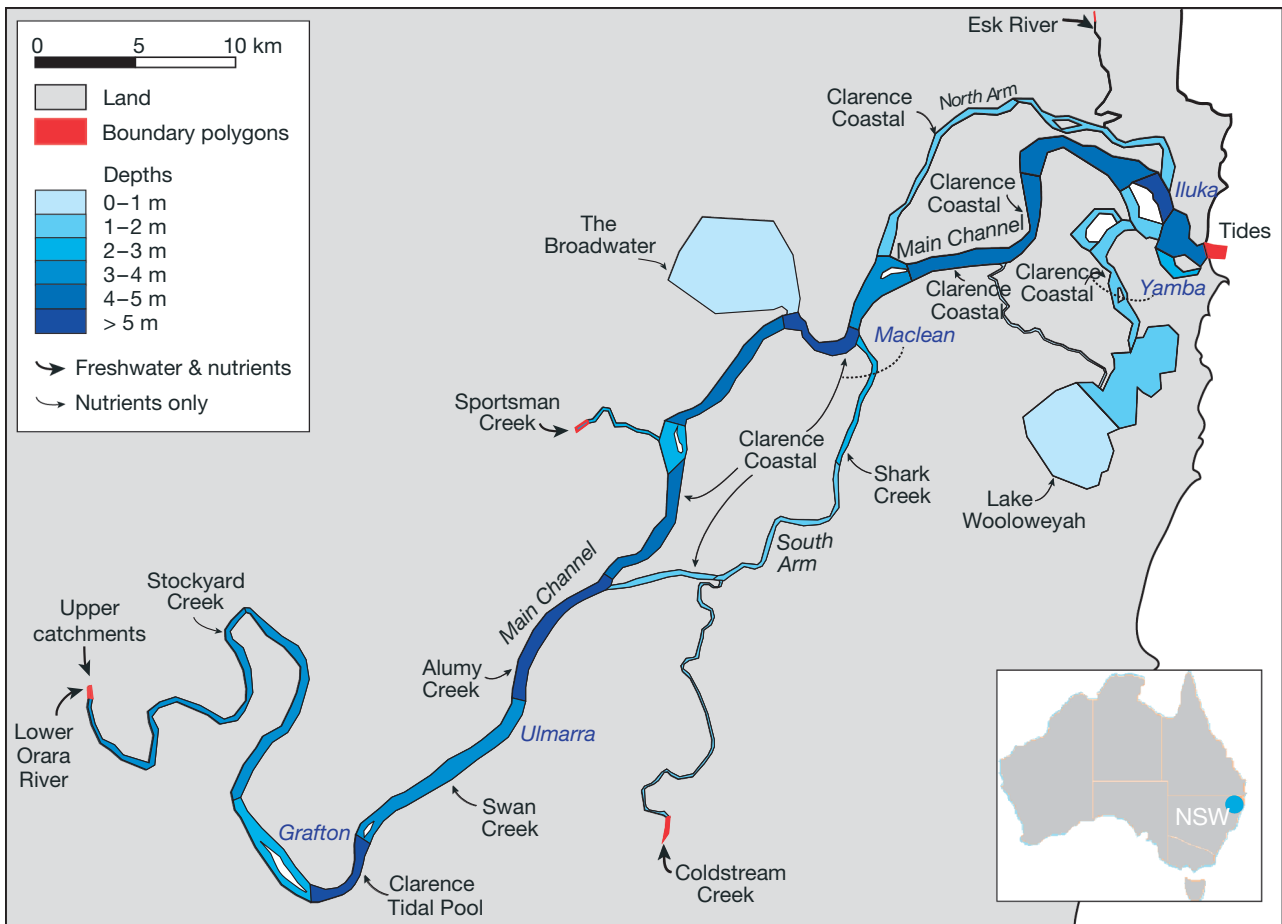 0 5 10 km
Land
Boundary polygons
Depths
0–1 m
1–2 m
2–3 m
3–4 m
4–5 m
> 5 m
Freshwater & nutrients
Nutrients only
Esk River
North Arm
Clarence
Coastal
Clarence
Coastal
Iluka
Tides
Main Channel
The
Broadwater
Clarence
Coastal
Clarence
Coastal
Yamba
Maclean
Sportsman
Creek
Clarence
Coastal
Shark
Creek
Lake
Wooloweyah
South
Arm
Main Channel
Stockyard
Creek
Upper
catchments
Alumy
Creek
Lower
Orara
River
Ulmarra
Swan
Creek
Grafton
Clarence
Tidal Pool
Coldstream
Creek
NSW